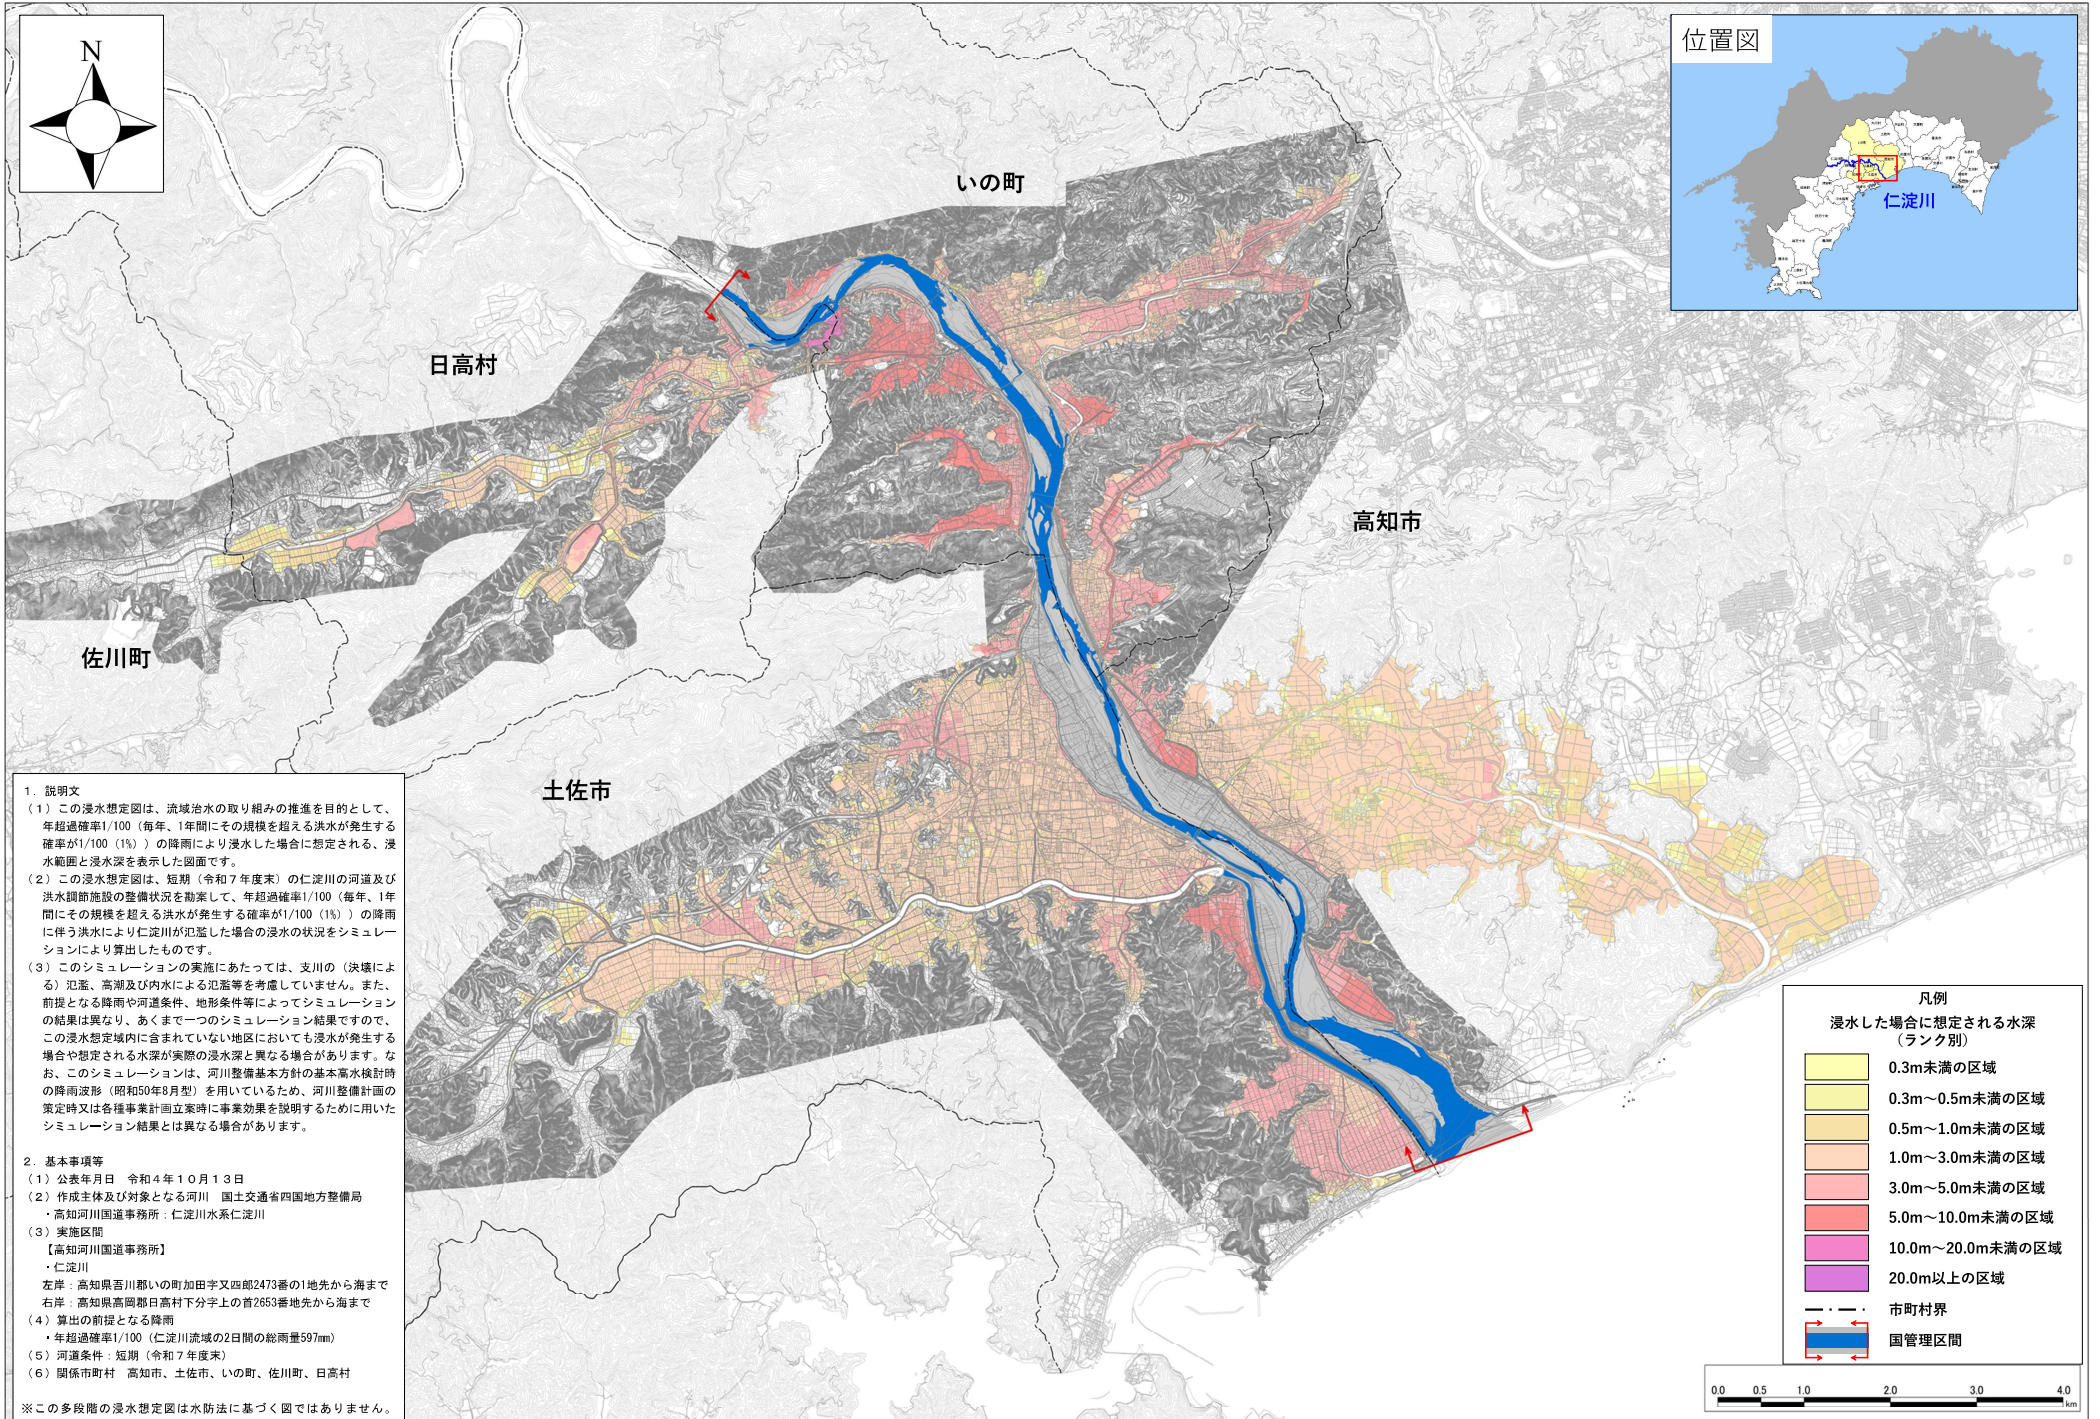 N
位置図
仁淀川
いの町
日高村
高知市
佐川町
土佐市
1．説明文
（1）この浸水想定図は、流域治水の取り組みの推進を目的として、
年超過確率1/100（毎年、1年間にその規模を超える洪水が発生する
確率が1/100（1%））の降雨により浸水した場合に想定される、浸
水範囲と浸水深を表示した図面です。
（2）この浸水想定図は、短期（令和７年度末）の仁淀川の河道及び
洪水調節施設の整備状況を勘案して、年超過確率1/100（毎年、1年
間にその規模を超える洪水が発生する確率が1/100（1%））の降雨
に伴う洪水により仁淀川が氾濫した場合の浸水の状況をシミュレー
ションにより算出したものです。
（3）このシミュレーションの実施にあたっては、支川の（決壊によ
る）氾濫、高潮及び内水による氾濫等を考慮していません。また、
前提となる降雨や河道条件、地形条件等によってシミュレーション
の結果は異なり、あくまで一つのシミュレーション結果ですので、
この浸水想定域内に含まれていない地区においても浸水が発生する
場合や想定される水深が実際の浸水深と異なる場合があります。な
お、このシミュレーションは、河川整備基本方針の基本高水検討時
の降雨波形（昭和50年8月型）を用いているため、河川整備計画の
策定時又は各種事業計画立案時に事業効果を説明するために用いた
シミュレーション結果とは異なる場合があります。
2．基本事項等
（1）公表年月日　令和４年１０月１３日
（2）作成主体及び対象となる河川　国土交通省四国地方整備局
・高知河川国道事務所：仁淀川水系仁淀川
（3）実施区間
【高知河川国道事務所】
・仁淀川
左岸：高知県吾川郡いの町加田字又四郎2473番の1地先から海まで
右岸：高知県高岡郡日高村下分字上の首2653番地先から海まで
（4）算出の前提となる降雨
・年超過確率1/100（仁淀川流域の2日間の総雨量597mm）
（5）河道条件：短期（令和７年度末）
（6）関係市町村　高知市、土佐市、いの町、佐川町、日高村
※この多段階の浸水想定図は水防法に基づく図ではありません。
凡例
浸水した場合に想定される水深
（ランク別）
0.3m未満の区域
0.3m～0.5m未満の区域
0.5m～1.0m未満の区域
1.0m～3.0m未満の区域
3.0m～5.0m未満の区域
5.0m～10.0m未満の区域
10.0m～20.0m未満の区域
20.0m以上の区域
市町村界
国管理区間
0.0 0.5 1.0 2.0 3.0 4.0
km